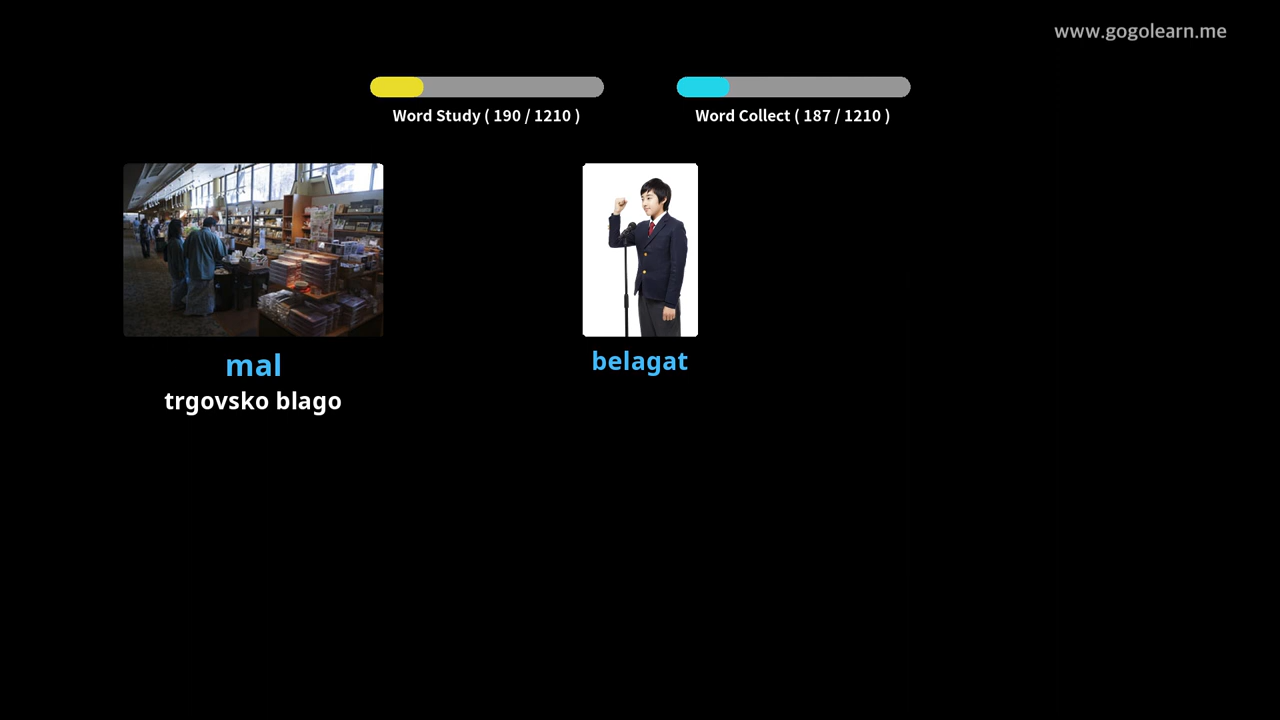 www.gogolearn.me
Word Study ( 190 / 1210 )
Word Collect ( 187 / 1210 )
mal
trgovsko blago
belagat